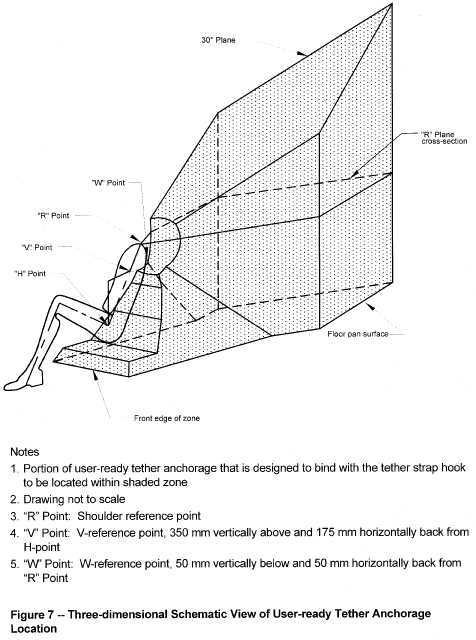 30° Plane
"R" Plane
cross-section
"W" Point
"R" Point
"V" Point
"H" Point
Floor pan surface
Front edge of zone
Notes
1. Portion of user-ready tether anchorage that is designed to bind with the tether strap hook
to be located within shaded zone
2. Drawing not to scale
3. "R" Point: Shoulder reference point
4. "V" Point: V-reference point, 350 mm vertically above and 175 mm horizontally back from
H-point
5. "W" Point: W-reference point, 50 mm vertically below and 50 mm horizontally back from
"R" Point
Figure 7 -- Three-dimensional Schematic View of User-ready Tether Anchorage
Location